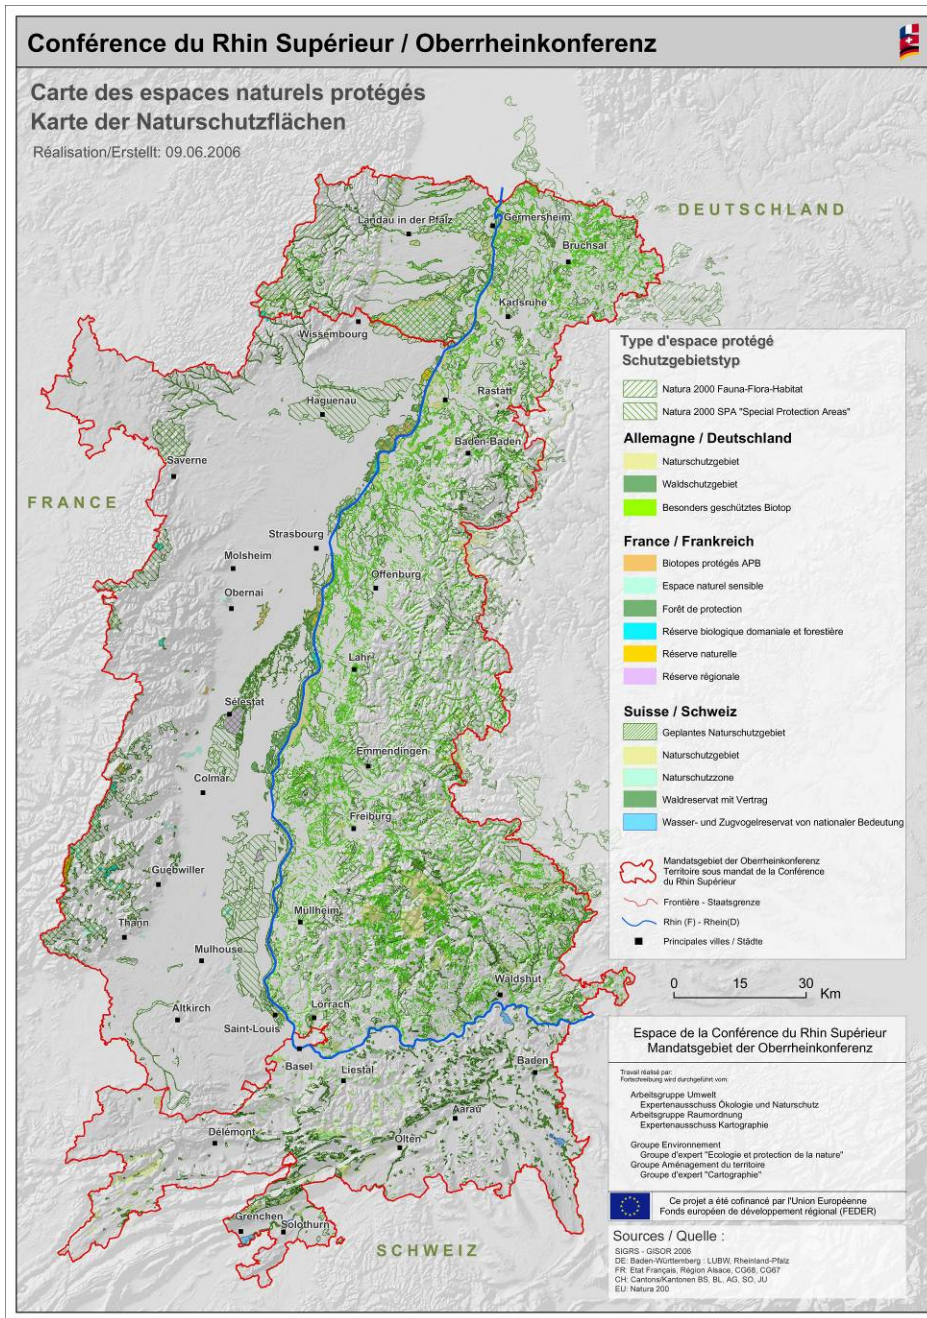 Conférence du Rhin Supérieur / Oberrheinkonferenz
Carte des espaces naturels protégés
Karte der Naturschutzflächen
Réalisation/Erstellt: 09.06.2006
DEUTSCHLAND
Landau in der Pfalz
Germersheim
Bruchsal
Karlsruhe
Wissembourg
Rastatt
Haguenau
Baden-Baden
Saverne
FRANCE
Strasbourg
Molsheim
Offenburg
Obernai
Lahr
Sélestat
Emmendingen
Colmar
Freiburg
Guebwiller
Müllheim
Thann
Mulhouse
Waldshut
Altkirch
Lörrach
Saint-Louis
Basel
Liestal
Baden
Aarau
Délémont
Olten
Grenchen
Solothurn
SCHWEIZ
Type d'espace protégé
Schutzgebietstyp
Natura 2000 Fauna-Flora-Habitat
Natura 2000 SPA "Special Protection Areas"
Allemagne / Deutschland
Naturschutzgebiet
Waldschutzgebiet
Besonders geschütztes Biotop
France / Frankreich
Biotopes protégés APB
Espace naturel sensible
Forêt de protection
Réserve biologique domaniale et forestière
Réserve naturelle
Réserve régionale
Suisse / Schweiz
Geplantes Naturschutzgebiet
Naturschutzgebiet
Naturschutzzone
Waldreservat mit Vertrag
Wasser- und Zugvogelreservat von nationaler Bedeutung
Mandatsgebiet der Oberrheinkonferenz
Territoire sous mandat de la Conférence
du Rhin Supérieur
Frontière - Staatsgrenze
Rhin (F) - Rhein(D)
Principales villes / Städte
0 15 30
Km
Espace de la Conférence du Rhin Supérieur
Mandatsgebiet der Oberrheinkonferenz
Travail réalisé par:
Fortschreibung wird durchgeführt vom:
Arbeitsgruppe Umwelt
Expertenausschuss Ökologie und Naturschutz
Arbeitsgruppe Raumordnung
Expertenausschuss Kartographie
Groupe Environnement
Groupe d'expert "Ecologie et protection de la nature"
Groupe Aménagement du territoire
Groupe d'expert "Cartographie"
Ce projet a été cofinancé par l'Union Européenne
Fonds européen de développement régional (FEDER)
Sources / Quelle :
SIGRS - GISOR 2006
DE: Baden-Württemberg : LUBW, Rheinland-Pfalz
FR: Etat Français, Région Alsace, CG68, CG67
CH: Cantons/Kantonen BS, BL, AG, SO, JU
EU: Natura 200